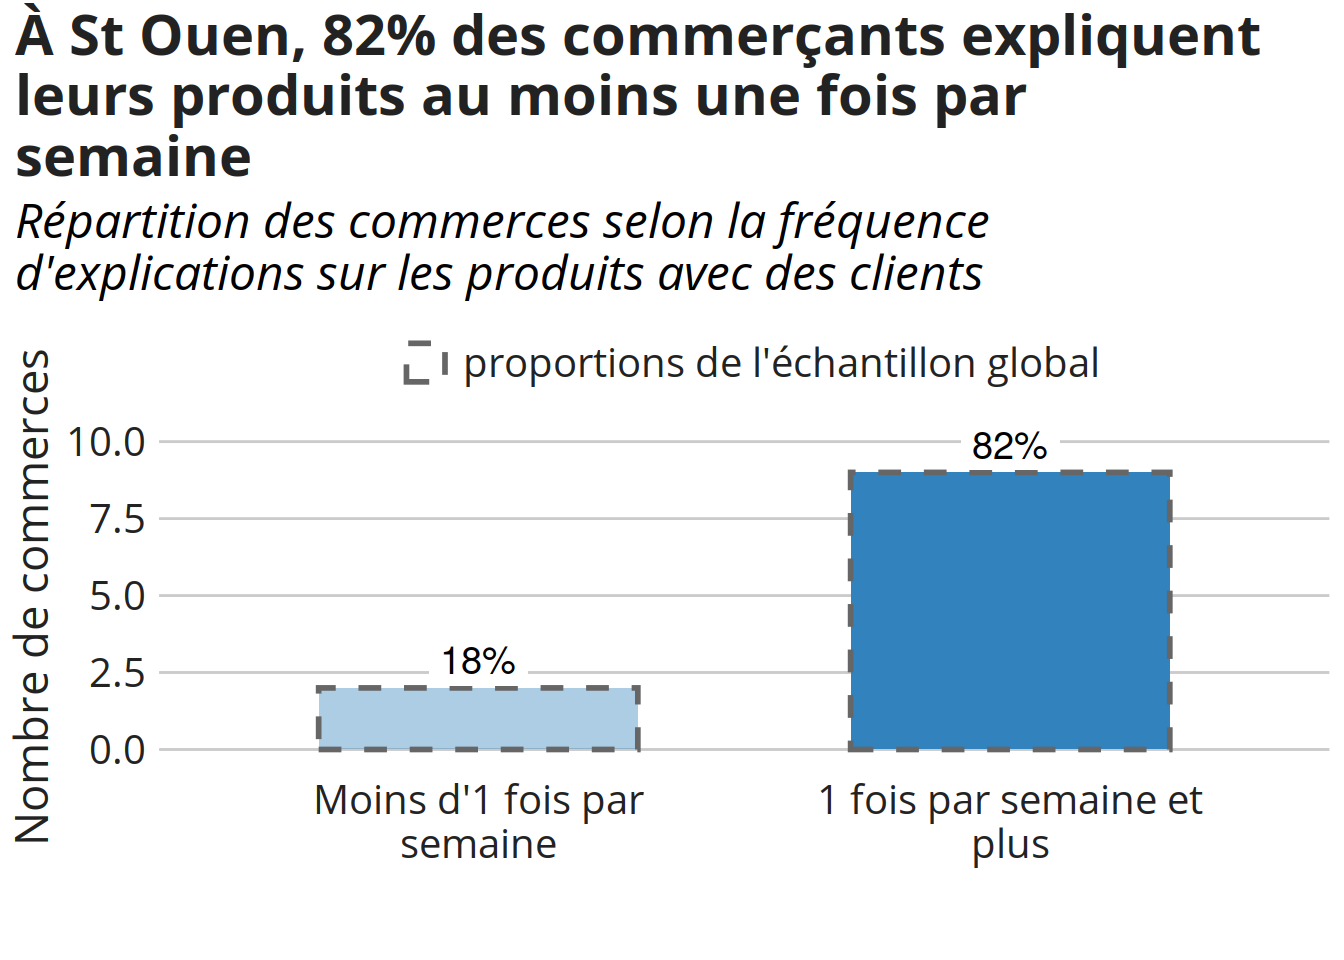 À St Ouen, 82% des commerçants expliquent
leurs produits au moins une fois par
semaine
Répartition des commerces selon la fréquence
d'explications sur les produits avec des clients
proportions de l'échantillon global
Nombre de commerces
10.0
7.5
5.0
2.5
0.0
18%
82%
Moins d'1 fois par
semaine
1 fois par semaine et
plus